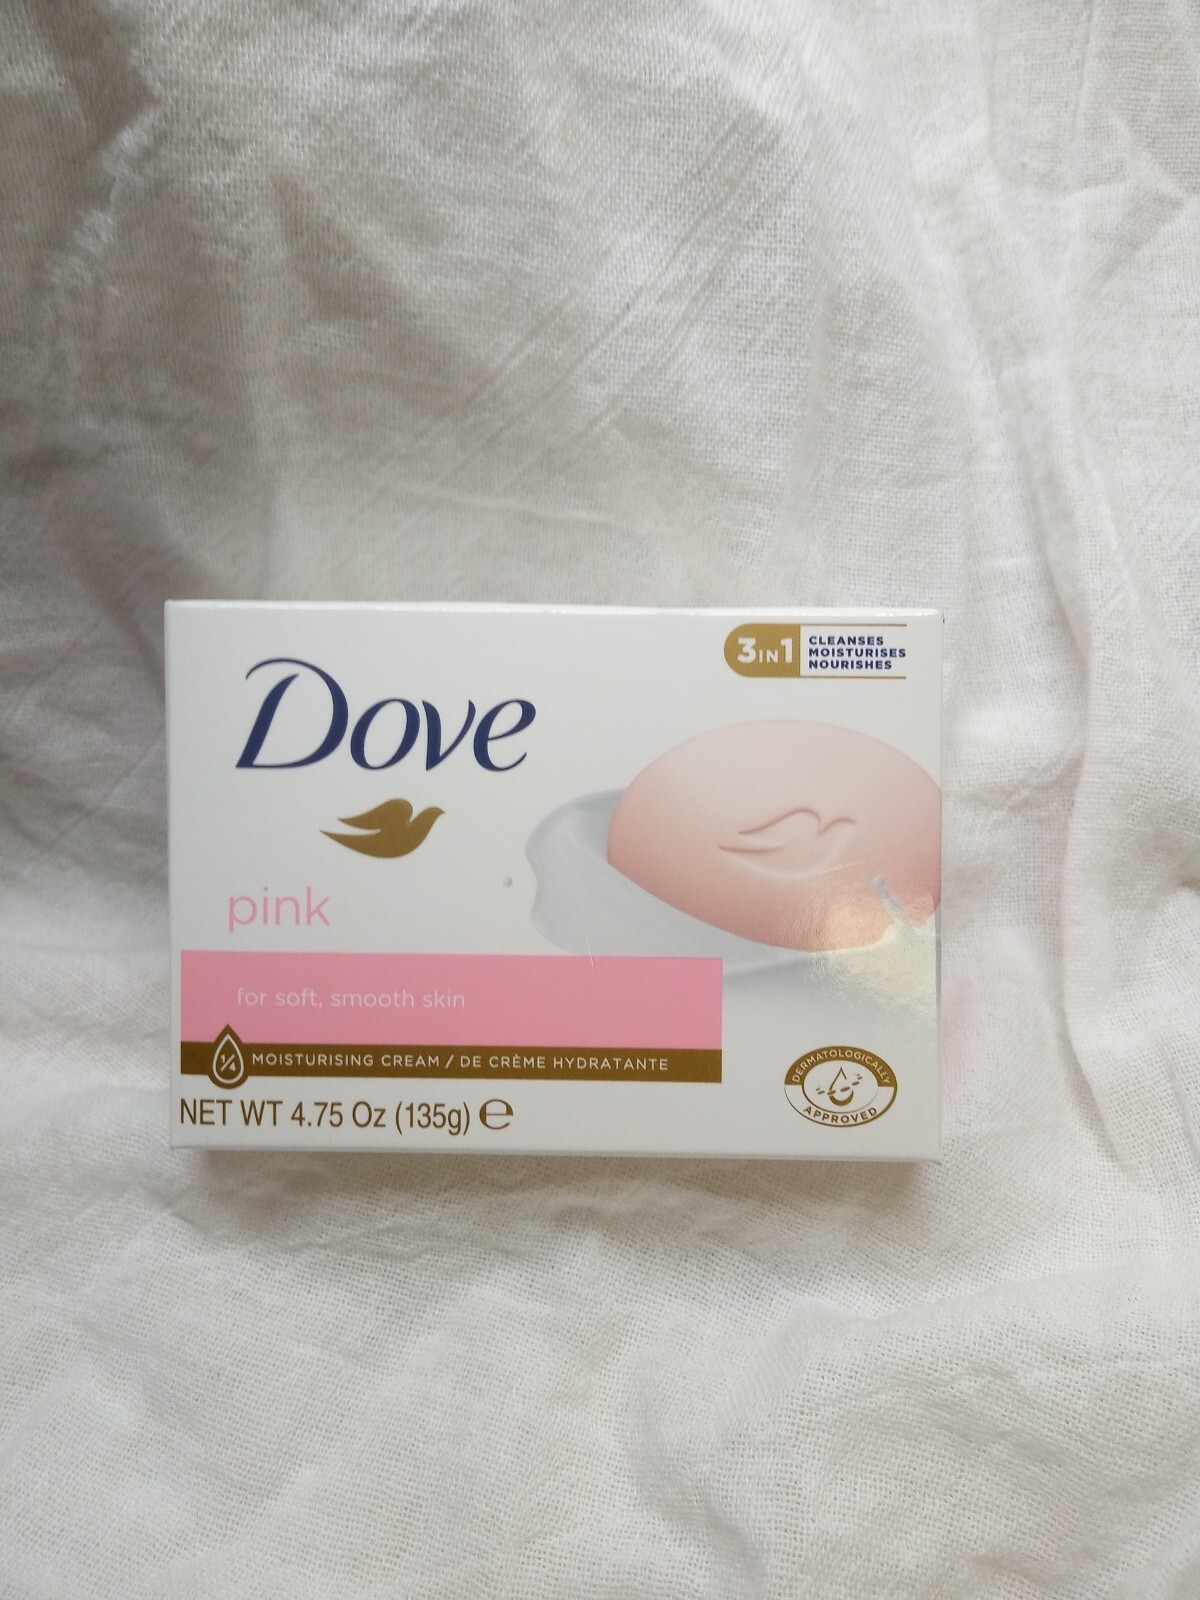 3IN1
CLEANSES
MOISTURISES
NOURISHES
Dove
pink
for soft, smooth skin
1/4 MOISTURISING CREAM / DE CRÈME HYDRATANTE
NET WT 4.75 Oz (135g) ℮
DERMATOLOGICALLY
APPROVED